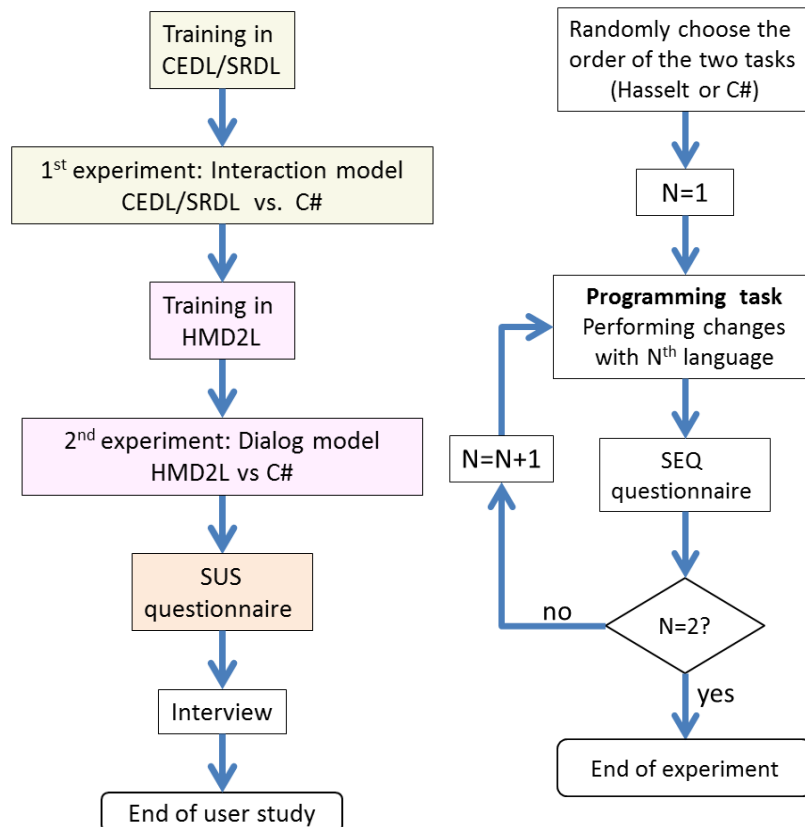 Training in
CEDL/SRDL
1st experiment: Interaction model
CEDL/SRDL vs. C#
Training in
HMD2L
2nd experiment: Dialog model
HMD2L vs C#
SUS
questionnaire
Interview
End of user study
Randomly choose the
order of the two tasks
(Hasselt or C#)
N=1
Programming task
Performing changes
with Nth language
N=N+1
SEQ
questionnaire
no
N=2?
yes
End of experiment